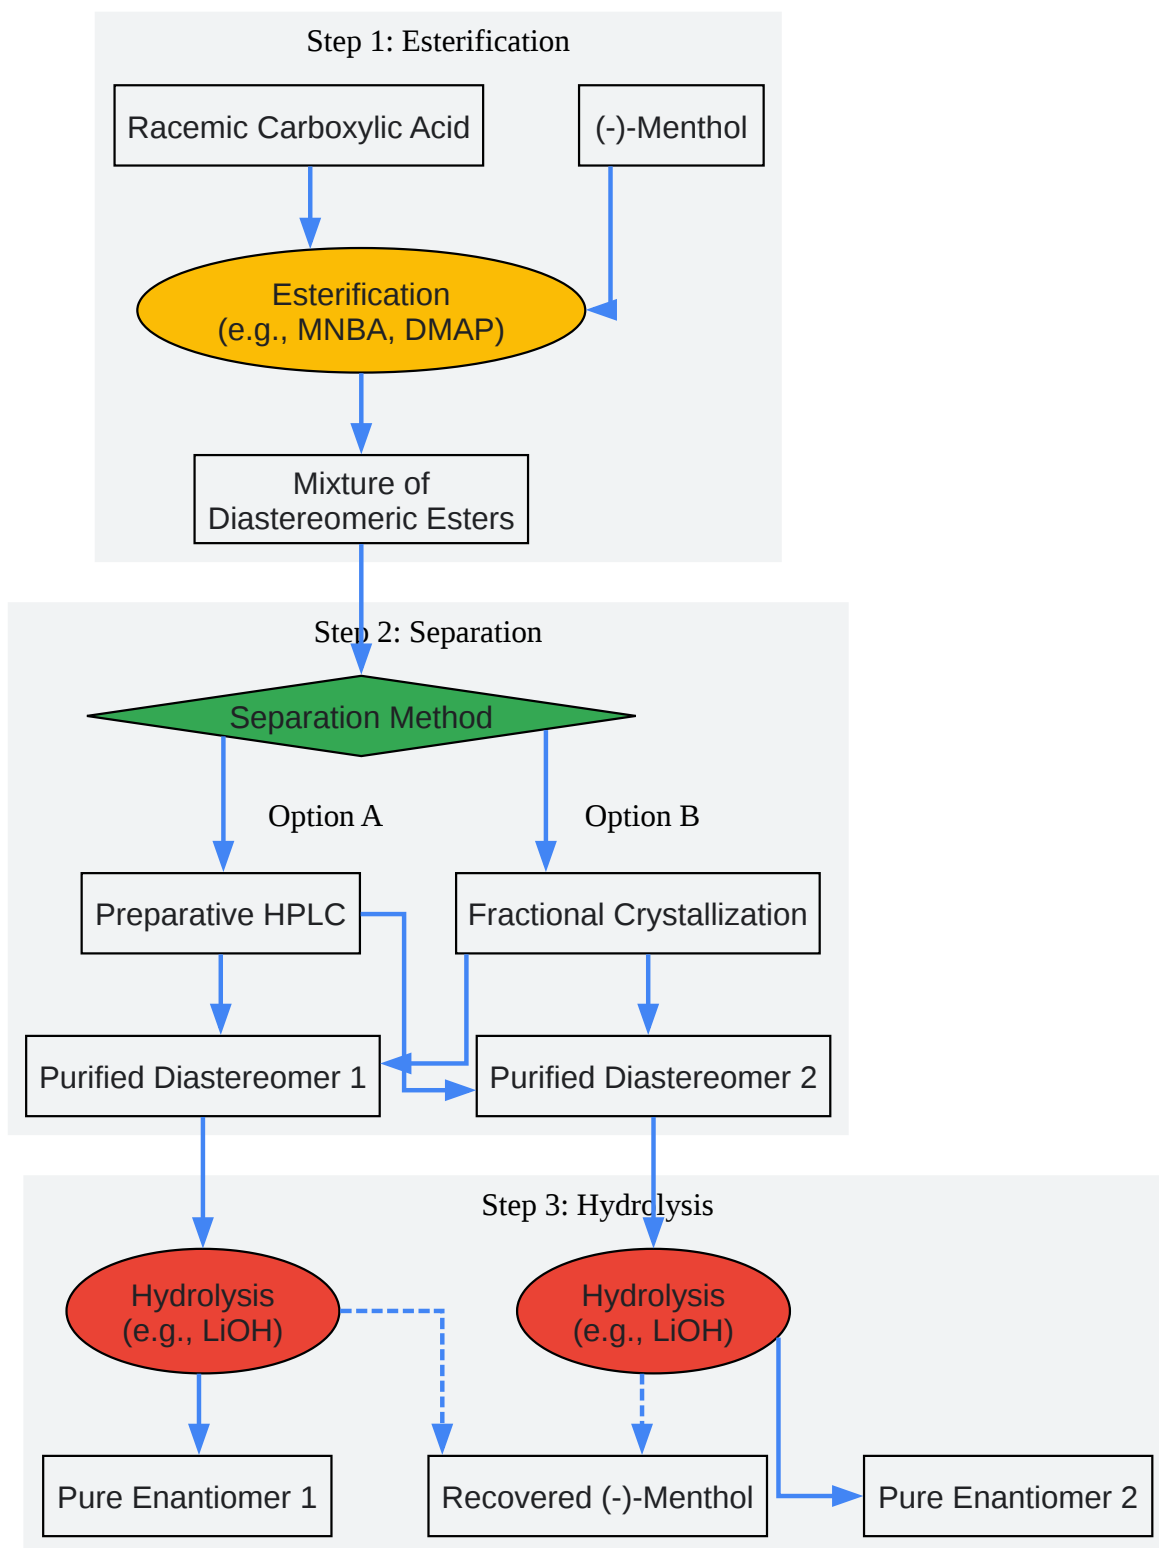 Step 1: Esterification
Racemic Carboxylic Acid
(-)-Menthol
Esterification
(e.g., MNBA, DMAP)
Mixture of
Diastereomeric Esters
Step 2: Separation
Separation Method
Option A
Option B
Preparative HPLC
Fractional Crystallization
Purified Diastereomer 1
Purified Diastereomer 2
Step 3: Hydrolysis
Hydrolysis
(e.g., LiOH)
Hydrolysis
(e.g., LiOH)
Pure Enantiomer 1
Recovered (-)-Menthol
Pure Enantiomer 2